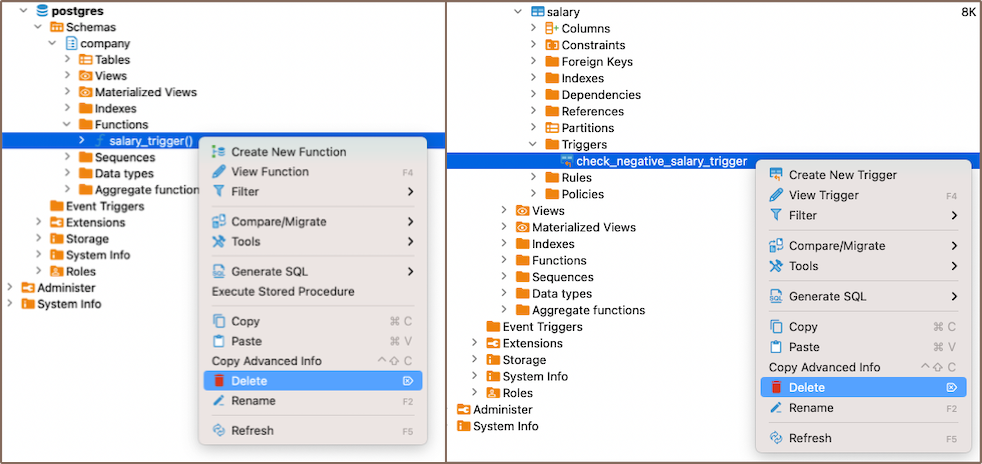 postgres
Schemas
company
Tables
Views
Materialized Views
Indexes
Functions
salary_trigger()
Sequences
Data types
Aggregate function
Event Triggers
Extensions
Storage
System Info
Roles
Administer
System Info
Create New Function
View Function F4
Filter
Compare/Migrate
Tools
Generate SQL
Execute Stored Procedure
Copy ⌘ C
Paste ⌘ V
Copy Advanced Info ^⇧ C
Delete ⌦
Rename F2
Refresh F5
salary 8K
Columns
Constraints
Foreign Keys
Indexes
Dependencies
References
Partitions
Triggers
check_negative_salary_trigger
Rules
Policies
Views
Materialized Views
Indexes
Functions
Sequences
Data types
Aggregate functions
Event Triggers
Extensions
Storage
System Info
Roles
Administer
System Info
Create New Trigger
View Trigger F4
Filter
Compare/Migrate
Tools
Generate SQL
Copy ⌘ C
Paste ⌘ V
Copy Advanced Info ^⇧ C
Delete ⌦
Rename F2
Refresh F5